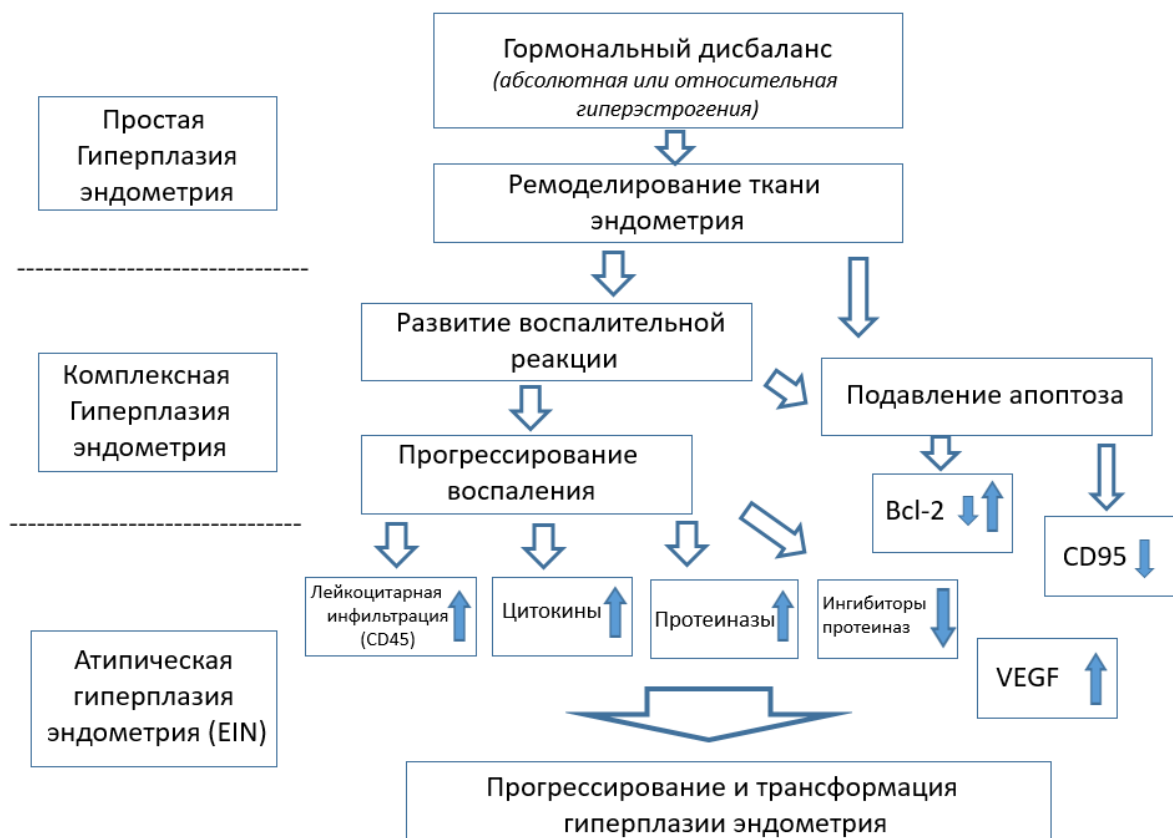 Гормональный дисбаланс
(абсолютная или относительная
гиперэстрогения)
Простая
Гиперплазия
эндометрия
Ремоделирование ткани
эндометрия
--------------------------------
Развитие воспалительной
реакции
Комплексная
Гиперплазия
эндометрия
Подавление апоптоза
Прогрессирование
воспаления
Bcl-2
CD95
--------------------------------
Лейкоцитарная
инфильтрация
(CD45)
Цитокины
Протеиназы
Ингибиторы
протеиназ
VEGF
Атипическая
гиперплазия
эндометрия (EIN)
Прогрессирование и трансформация
гиперплазии эндометрия